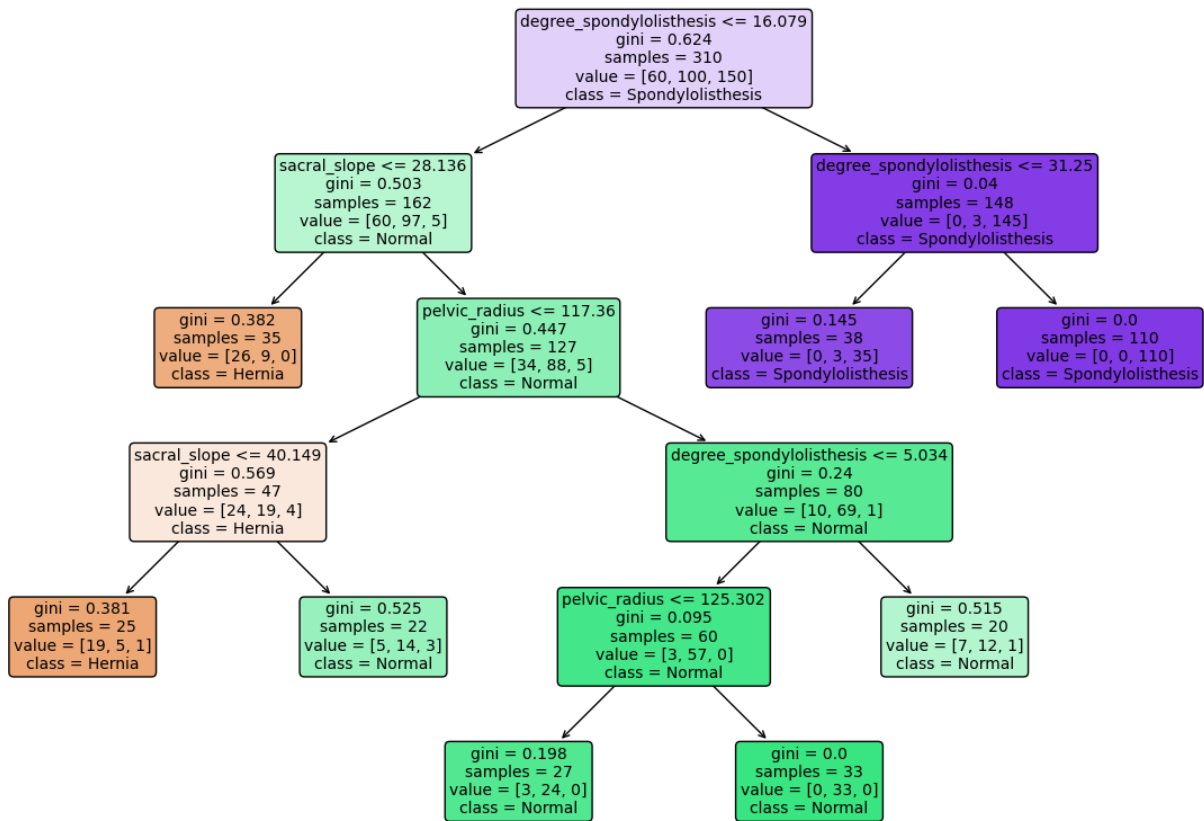 degree_spondylolisthesis <= 16.079
gini = 0.624
samples = 310
value = [60, 100, 150]
class = Spondylolisthesis
sacral_slope <= 28.136
gini = 0.503
samples = 162
value = [60, 97, 5]
class = Normal
degree_spondylolisthesis <= 31.25
gini = 0.04
samples = 148
value = [0, 3, 145]
class = Spondylolisthesis
gini = 0.382
samples = 35
value = [26, 9, 0]
class = Hernia
pelvic_radius <= 117.36
gini = 0.447
samples = 127
value = [34, 88, 5]
class = Normal
gini = 0.145
samples = 38
value = [0, 3, 35]
class = Spondylolisthesis
gini = 0.0
samples = 110
value = [0, 0, 110]
class = Spondylolisthesis
sacral_slope <= 40.149
gini = 0.569
samples = 47
value = [24, 19, 4]
class = Hernia
degree_spondylolisthesis <= 5.034
gini = 0.24
samples = 80
value = [10, 69, 1]
class = Normal
gini = 0.381
samples = 25
value = [19, 5, 1]
class = Hernia
gini = 0.525
samples = 22
value = [5, 14, 3]
class = Normal
pelvic_radius <= 125.302
gini = 0.095
samples = 60
value = [3, 57, 0]
class = Normal
gini = 0.515
samples = 20
value = [7, 12, 1]
class = Normal
gini = 0.198
samples = 27
value = [3, 24, 0]
class = Normal
gini = 0.0
samples = 33
value = [0, 33, 0]
class = Normal